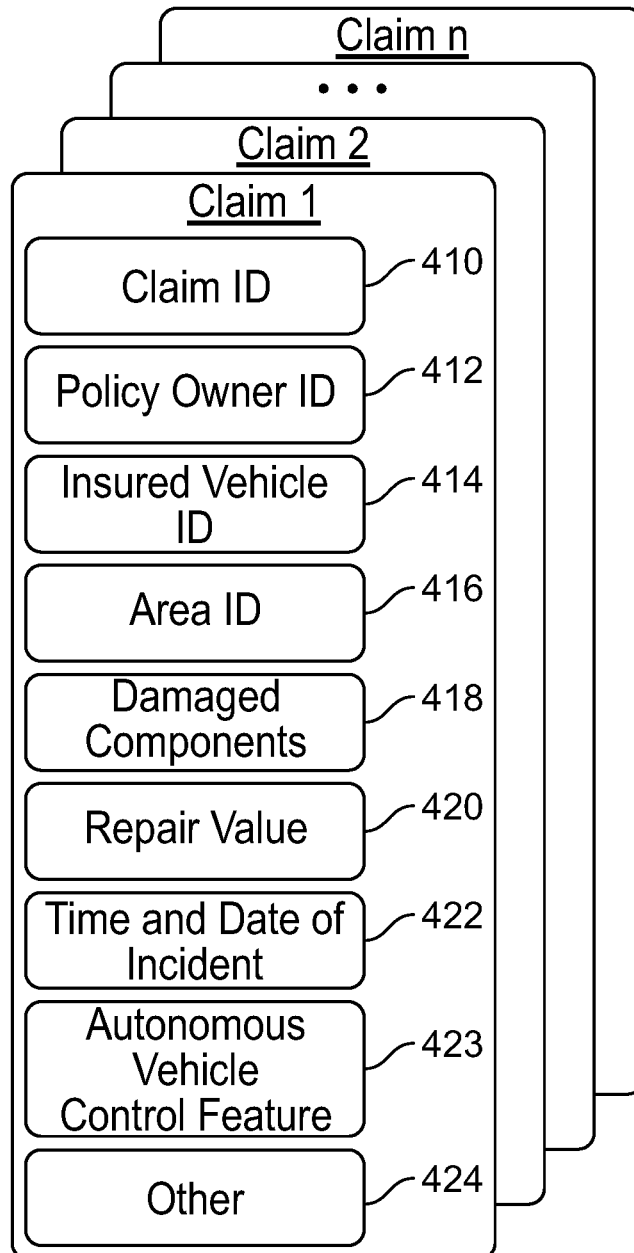 Claim n
• • •
Claim 2
Claim 1
Claim ID
410
Policy Owner ID
412
Insured Vehicle
ID
414
Area ID
416
Damaged
Components
418
Repair Value
420
Time and Date of
Incident
422
Autonomous
Vehicle
Control Feature
423
Other
424